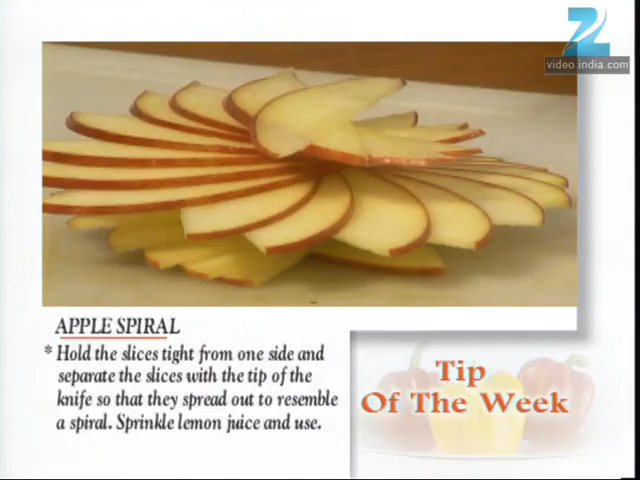 Z
video.india.com
APPLE SPIRAL
* Hold the slices tight from one side and
separate the slices with the tip of the
knife so that they spread out to resemble
a spiral. Sprinkle lemon juice and use.
Tip
Of The Week